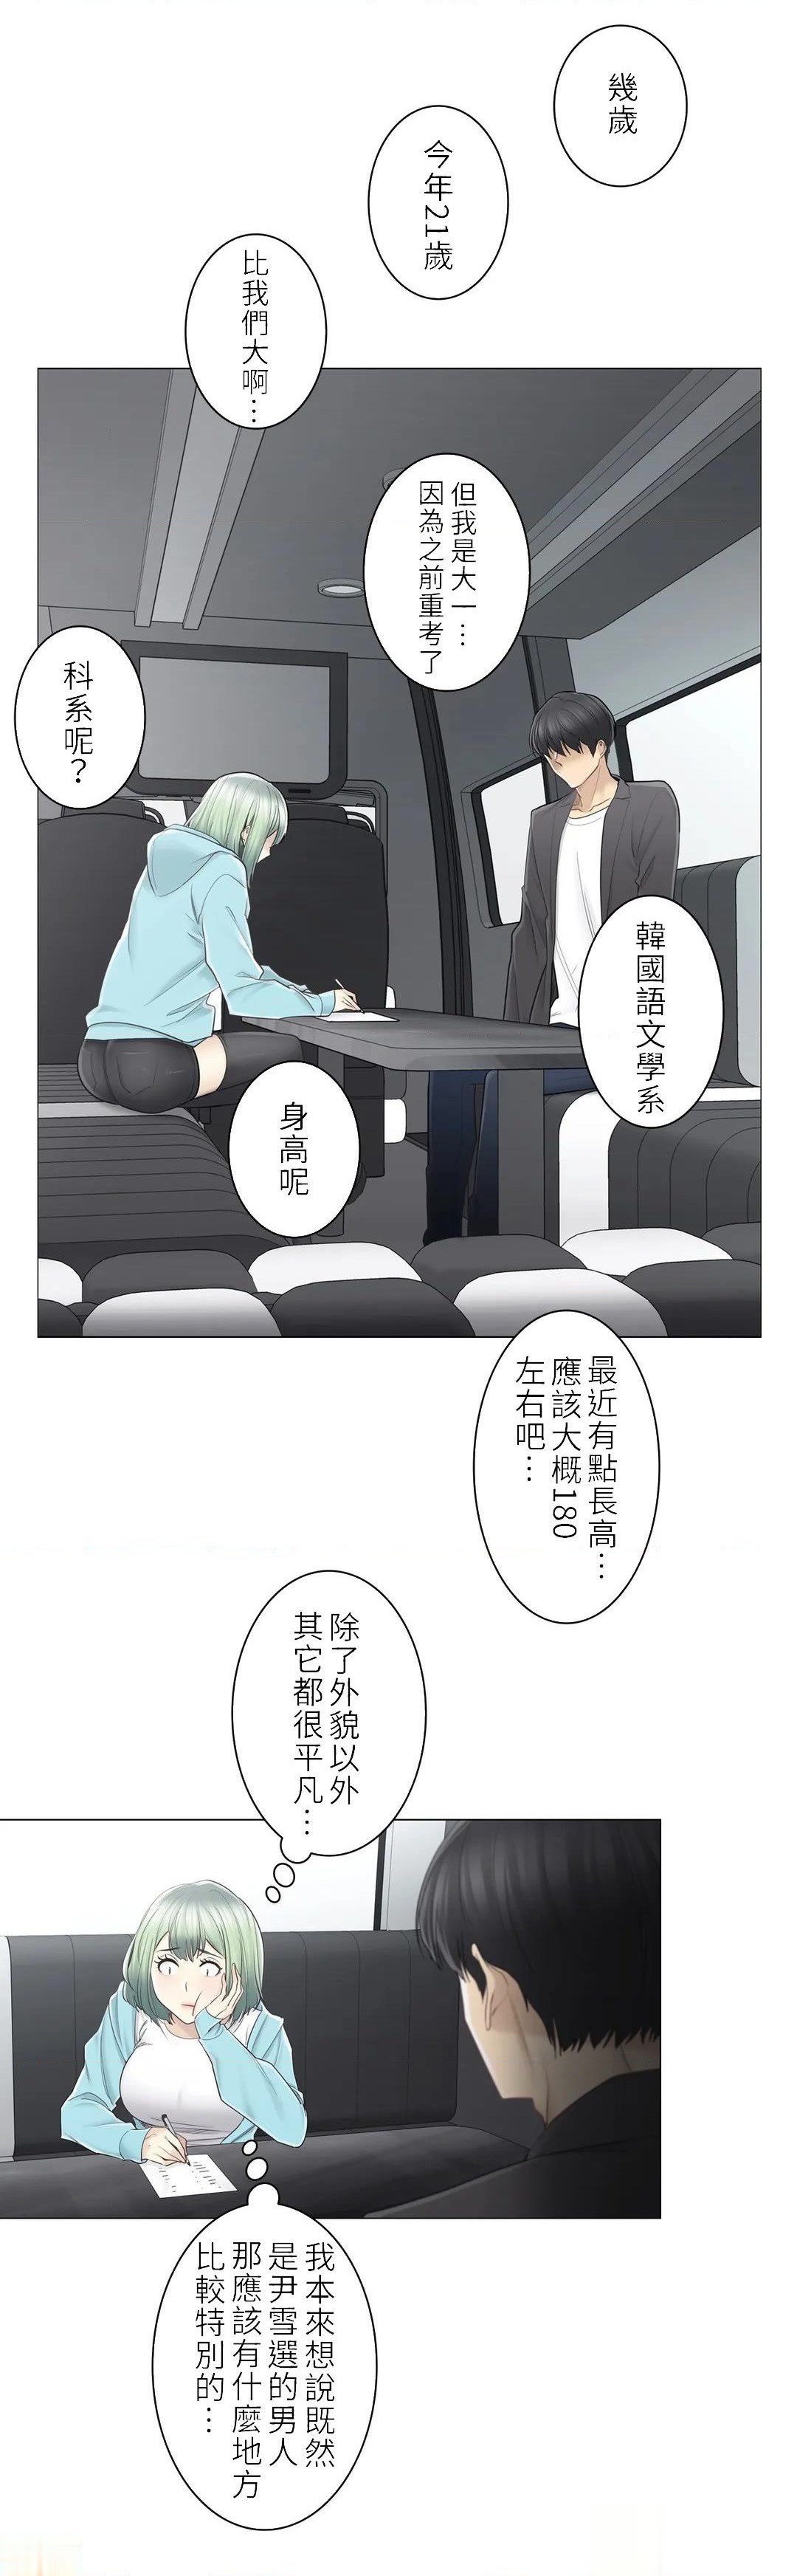 幾歲
今年21歲
比我們大啊…
但我是大一…
因為之前重考了
科系呢？
韓國語文學系
身高呢
最近有點長高…
應該大概180
左右吧…
除了外貌以外
其它都很平凡…
我本來想說既然
是尹雪選的男人
那應該有什麼地方
比較特別的…